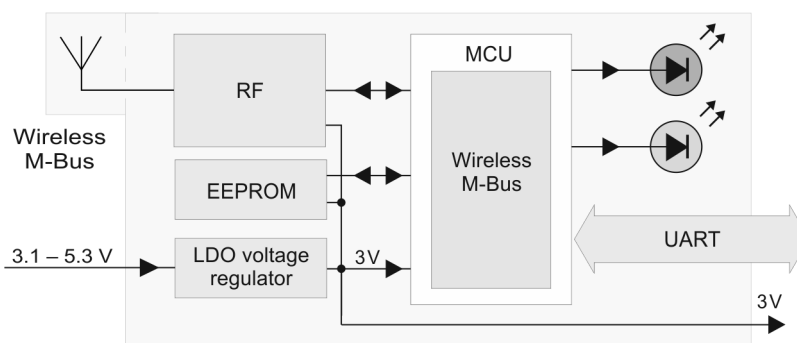 MCU
RF
Wireless
M-Bus
Wireless
M-Bus
EEPROM
UART
3.1 – 5.3 V
LDO voltage
regulator
3V
3V